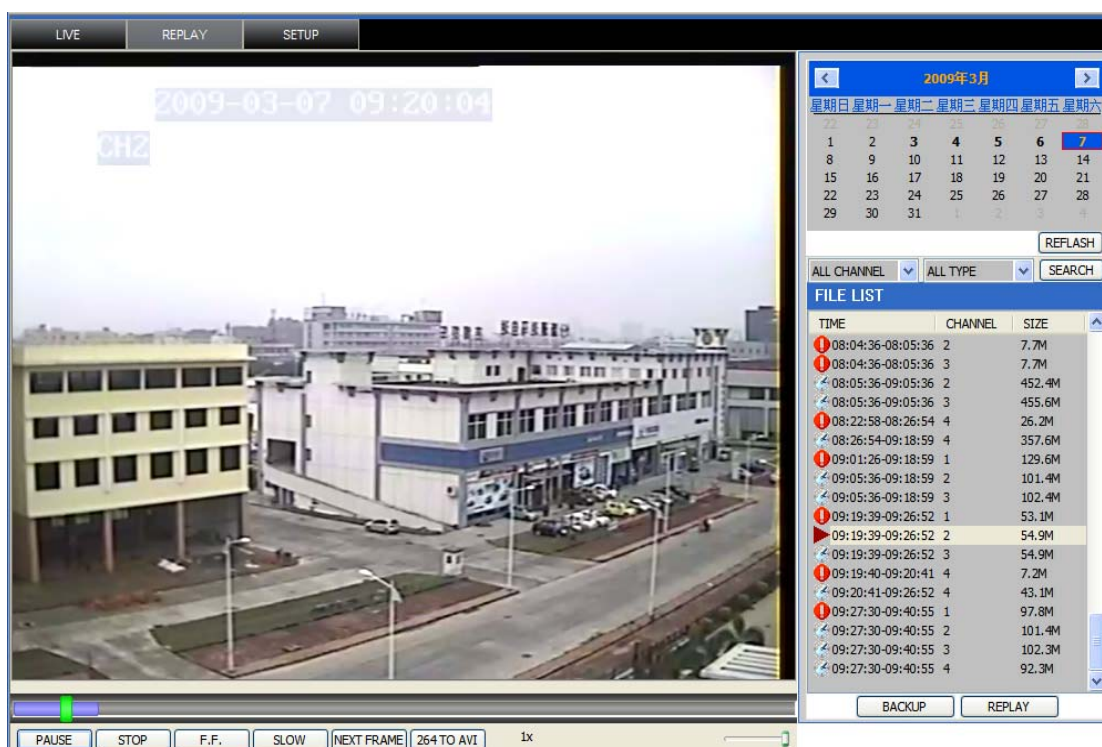 LIVE REPLAY SETUP
2009-03-07 09:20:04
CH2
2009年3月
星期日 星期一 星期二 星期三 星期四 星期五 星期六
22 23 24 25 26 27 28
1 2 3 4 5 6 7
8 9 10 11 12 13 14
15 16 17 18 19 20 21
22 23 24 25 26 27 28
29 30 31 1 2 3 4
REFLASH
ALL CHANNEL ALL TYPE SEARCH
FILE LIST
TIME CHANNEL SIZE
08:04:36-08:05:36 2 7.7M
08:04:36-08:05:36 3 7.7M
08:05:36-09:05:36 2 452.4M
08:05:36-09:05:36 3 455.6M
08:22:58-08:26:54 4 26.2M
08:26:54-09:18:59 4 357.6M
09:01:26-09:18:59 1 129.6M
09:05:36-09:18:59 2 101.4M
09:05:36-09:18:59 3 102.4M
09:19:39-09:26:52 1 53.1M
09:19:39-09:26:52 2 54.9M
09:19:39-09:26:52 3 54.9M
09:19:40-09:20:41 4 7.2M
09:20:41-09:26:52 4 43.1M
09:27:30-09:40:55 1 97.8M
09:27:30-09:40:55 2 101.4M
09:27:30-09:40:55 3 102.3M
09:27:30-09:40:55 4 92.3M
BACKUP REPLAY
PAUSE STOP F.F. SLOW NEXT FRAME 264 TO AVI 1x